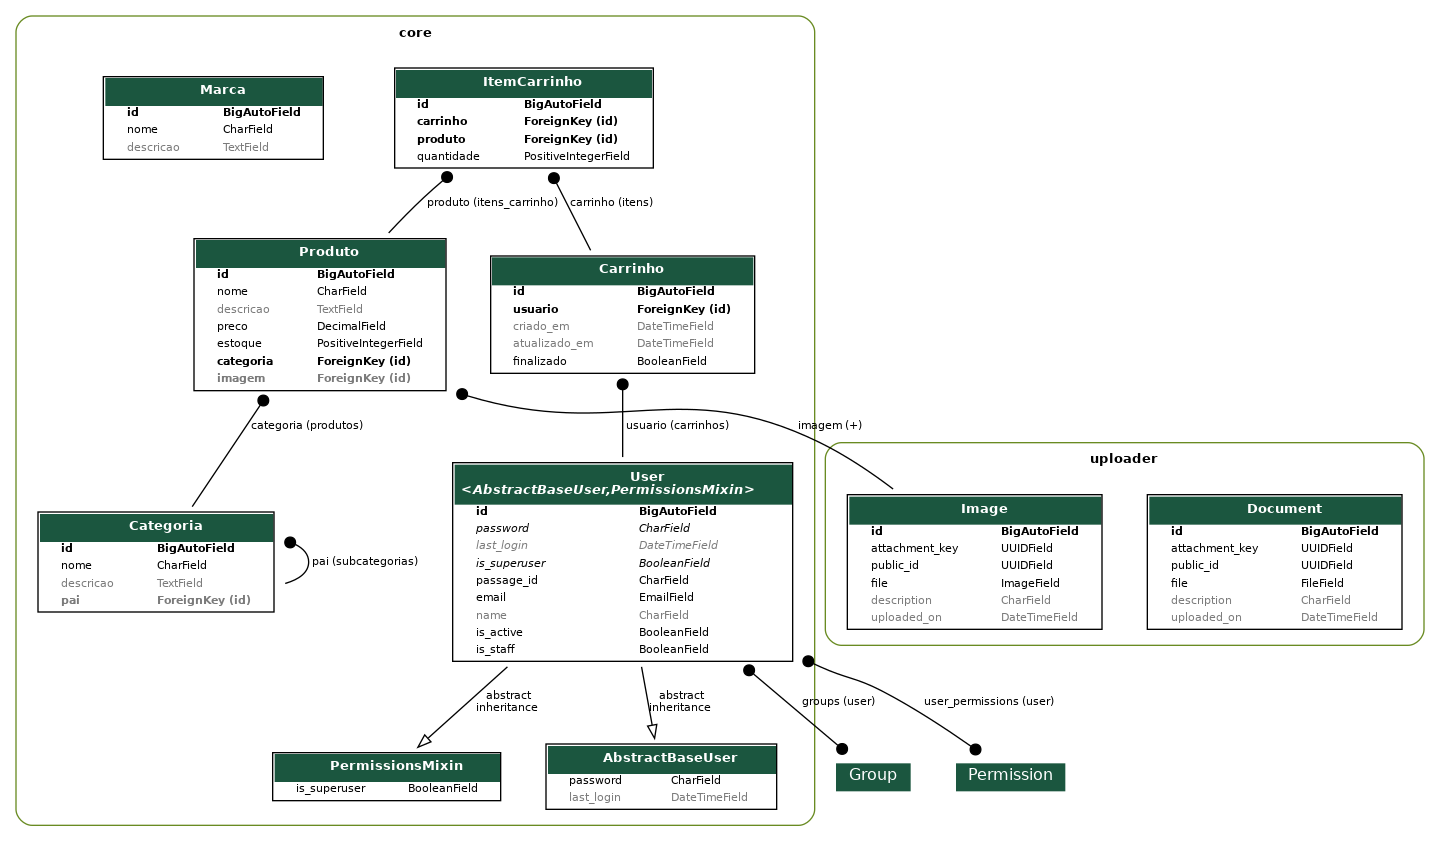 core
Marca
id BigAutoField
nome CharField
descricao TextField
ItemCarrinho
id BigAutoField
carrinho ForeignKey (id)
produto ForeignKey (id)
quantidade PositiveIntegerField
produto (itens_carrinho)
carrinho (itens)
Produto
id BigAutoField
nome CharField
descricao TextField
preco DecimalField
estoque PositiveIntegerField
categoria ForeignKey (id)
imagem ForeignKey (id)
Carrinho
id BigAutoField
usuario ForeignKey (id)
criado_em DateTimeField
atualizado_em DateTimeField
finalizado BooleanField
categoria (produtos)
usuario (carrinhos)
imagem (+)
Categoria
id BigAutoField
nome CharField
descricao TextField
pai ForeignKey (id)
pai (subcategorias)
User
<AbstractBaseUser,PermissionsMixin>
id BigAutoField
password CharField
last_login DateTimeField
is_superuser BooleanField
passage_id CharField
email EmailField
name CharField
is_active BooleanField
is_staff BooleanField
uploader
Image
id BigAutoField
attachment_key UUIDField
public_id UUIDField
file ImageField
description CharField
uploaded_on DateTimeField
Document
id BigAutoField
attachment_key UUIDField
public_id UUIDField
file FileField
description CharField
uploaded_on DateTimeField
abstract
inheritance
abstract
inheritance
groups (user)
user_permissions (user)
PermissionsMixin
is_superuser BooleanField
AbstractBaseUser
password CharField
last_login DateTimeField
Group
Permission